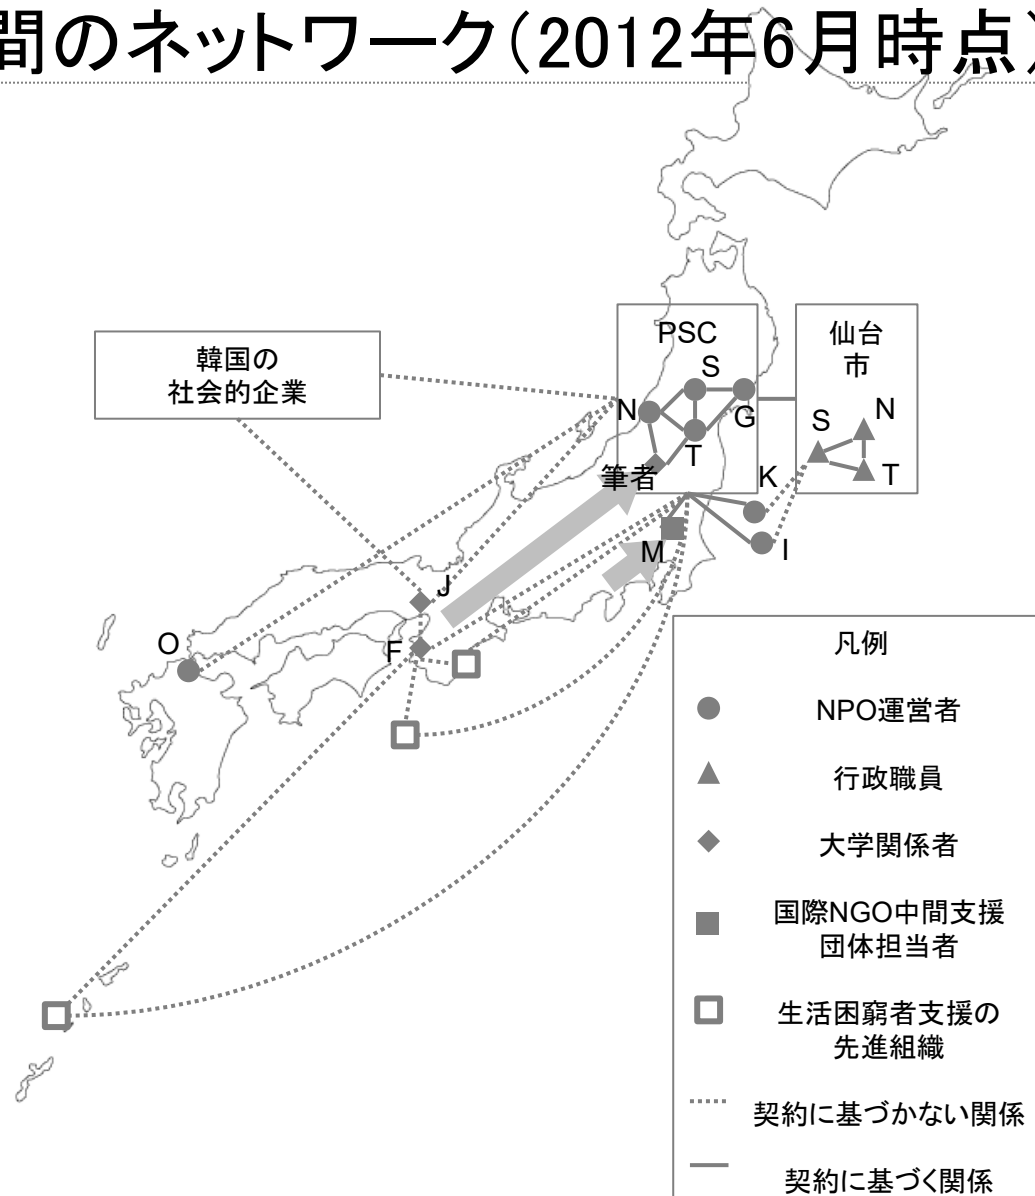 間のネットワーク（2012年6月時点）
韓国の
社会的企業
PSC
S
N
G
T
筆者
仙台
市
S
N
T
K
I
M
J
F
O
凡例
NPO運営者
行政職員
大学関係者
国際NGO中間支援
団体担当者
生活困窮者支援の
先進組織
契約に基づかない関係
契約に基づく関係